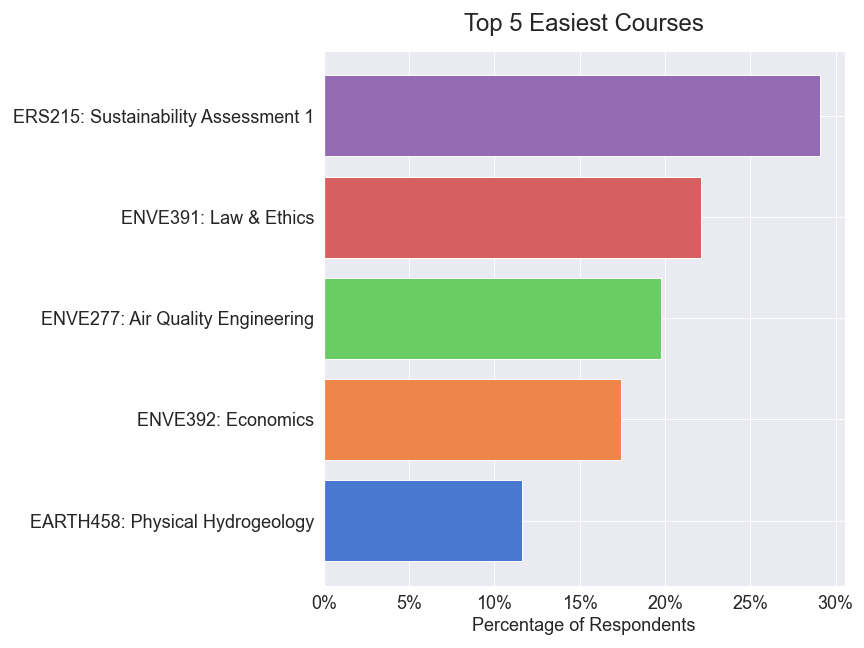 Top 5 Easiest Courses
ERS215: Sustainability Assessment 1
ENVE391: Law & Ethics
ENVE277: Air Quality Engineering
ENVE392: Economics
EARTH458: Physical Hydrogeology
0% 5% 10% 15% 20% 25% 30%
Percentage of Respondents